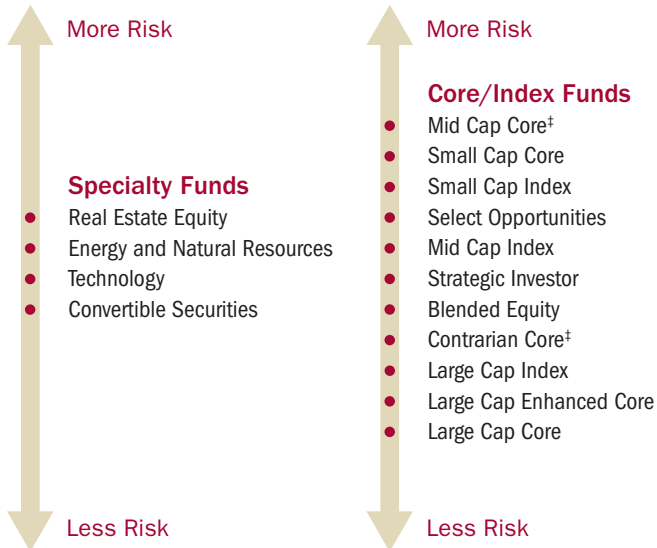 More Risk
Specialty Funds
Real Estate Equity
Energy and Natural Resources
Technology
Convertible Securities
Less Risk
More Risk
Core/Index Funds
Mid Cap Core‡
Small Cap Core
Small Cap Index
Select Opportunities
Mid Cap Index
Strategic Investor
Blended Equity
Contrarian Core‡
Large Cap Index
Large Cap Enhanced Core
Large Cap Core
Less Risk